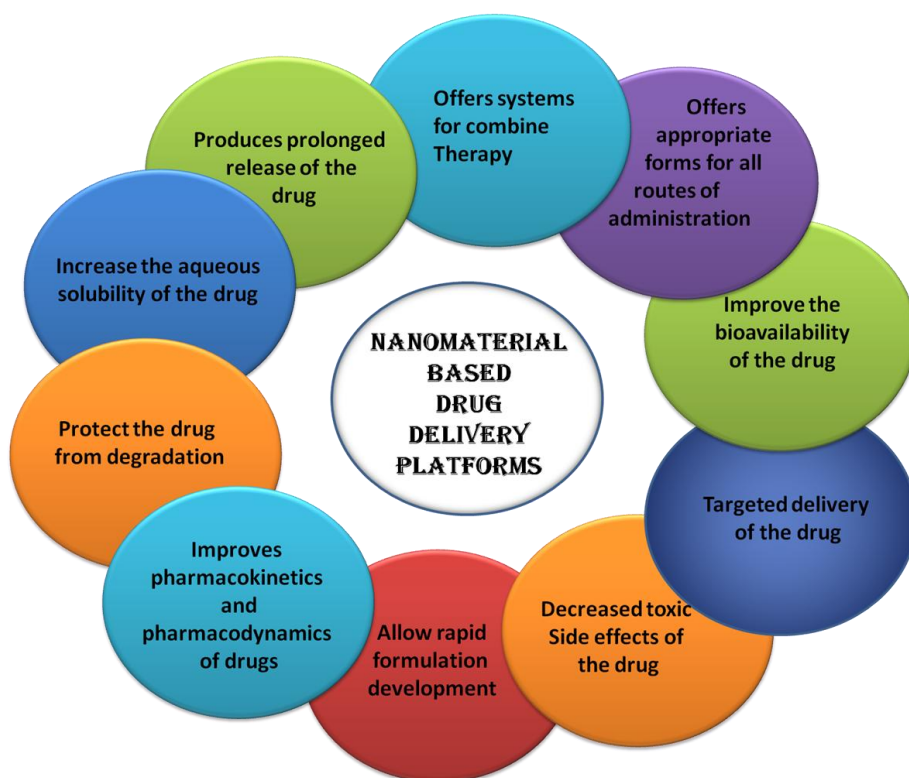 Offers systems
for combine
Therapy
Offers
appropriate
forms for all
routes of
administration
Improve the
bioavailability
of the drug
Targeted delivery
of the drug
Decreased toxic
Side effects of
the drug
Allow rapid
formulation
development
Improves
pharmacokinetics
and
pharmacodynamics
of drugs
Protect the drug
from degradation
Increase the aqueous
solubility of the drug
Produces prolonged
release of the
drug
NANOMATERIAL
BASED
DRUG
DELIVERY
PLATFORMS